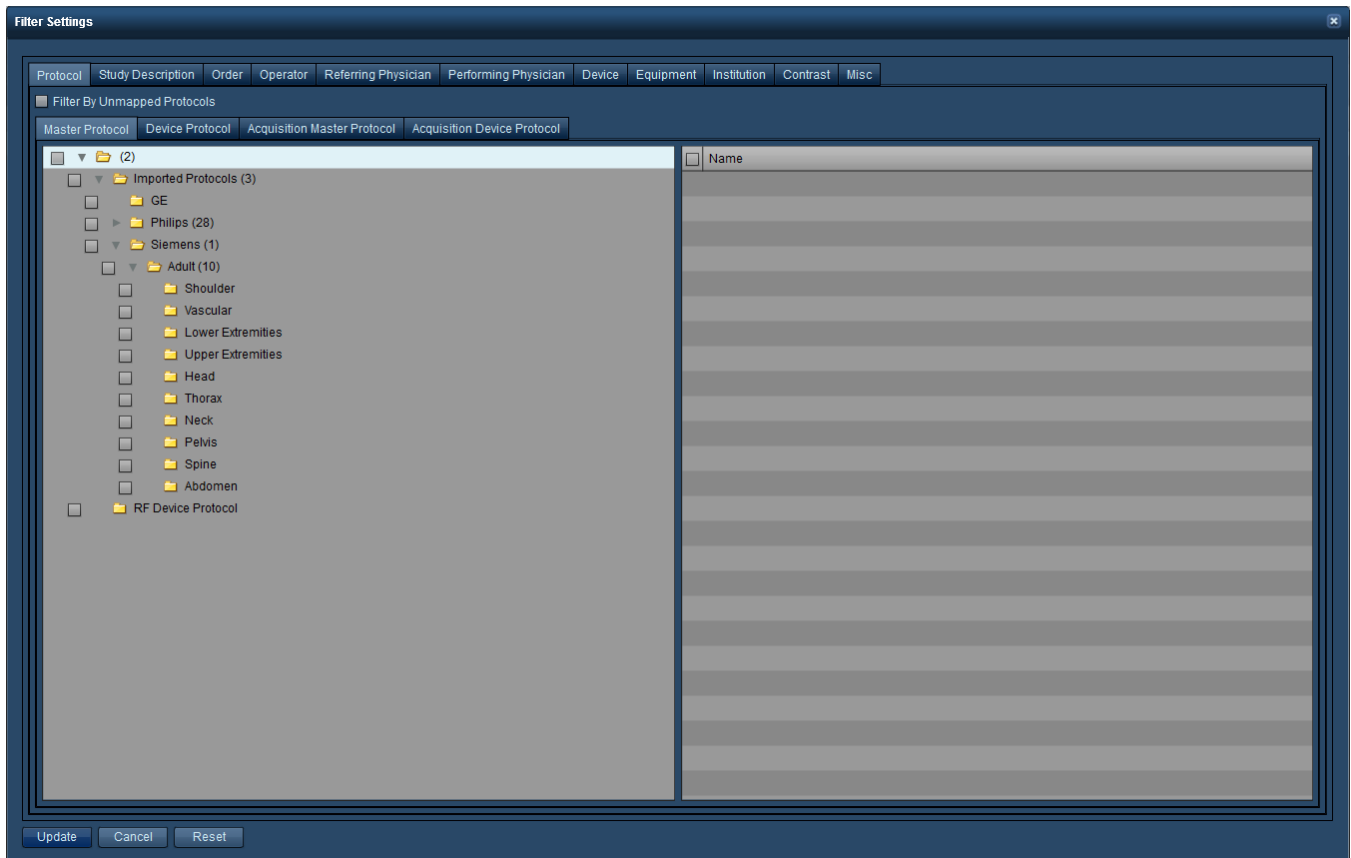 Filter Settings
Protocol Study Description Order Operator Referring Physician Performing Physician Device Equipment Institution Contrast Misc
Filter By Unmapped Protocols
Master Protocol Device Protocol Acquisition Master Protocol Acquisition Device Protocol
(2)
Imported Protocols (3)
GE
Philips (28)
Siemens (1)
Adult (10)
Shoulder
Vascular
Lower Extremities
Upper Extremities
Head
Thorax
Neck
Pelvis
Spine
Abdomen
RF Device Protocol
Name
Update Cancel Reset